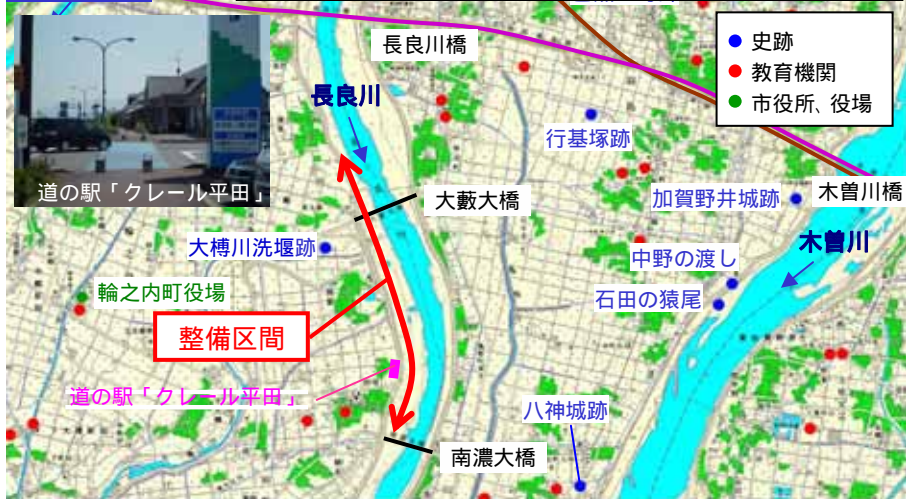 長良川橋
史跡
教育機関
市役所、役場
長良川
行基塚跡
道の駅「クレール平田」
大藪大橋
加賀野井城跡
木曽川橋
大榑川洗堰跡
木曽川
中野の渡し
石田の猿尾
輪之内町役場
整備区間
道の駅「クレール平田」
八神城跡
南濃大橋